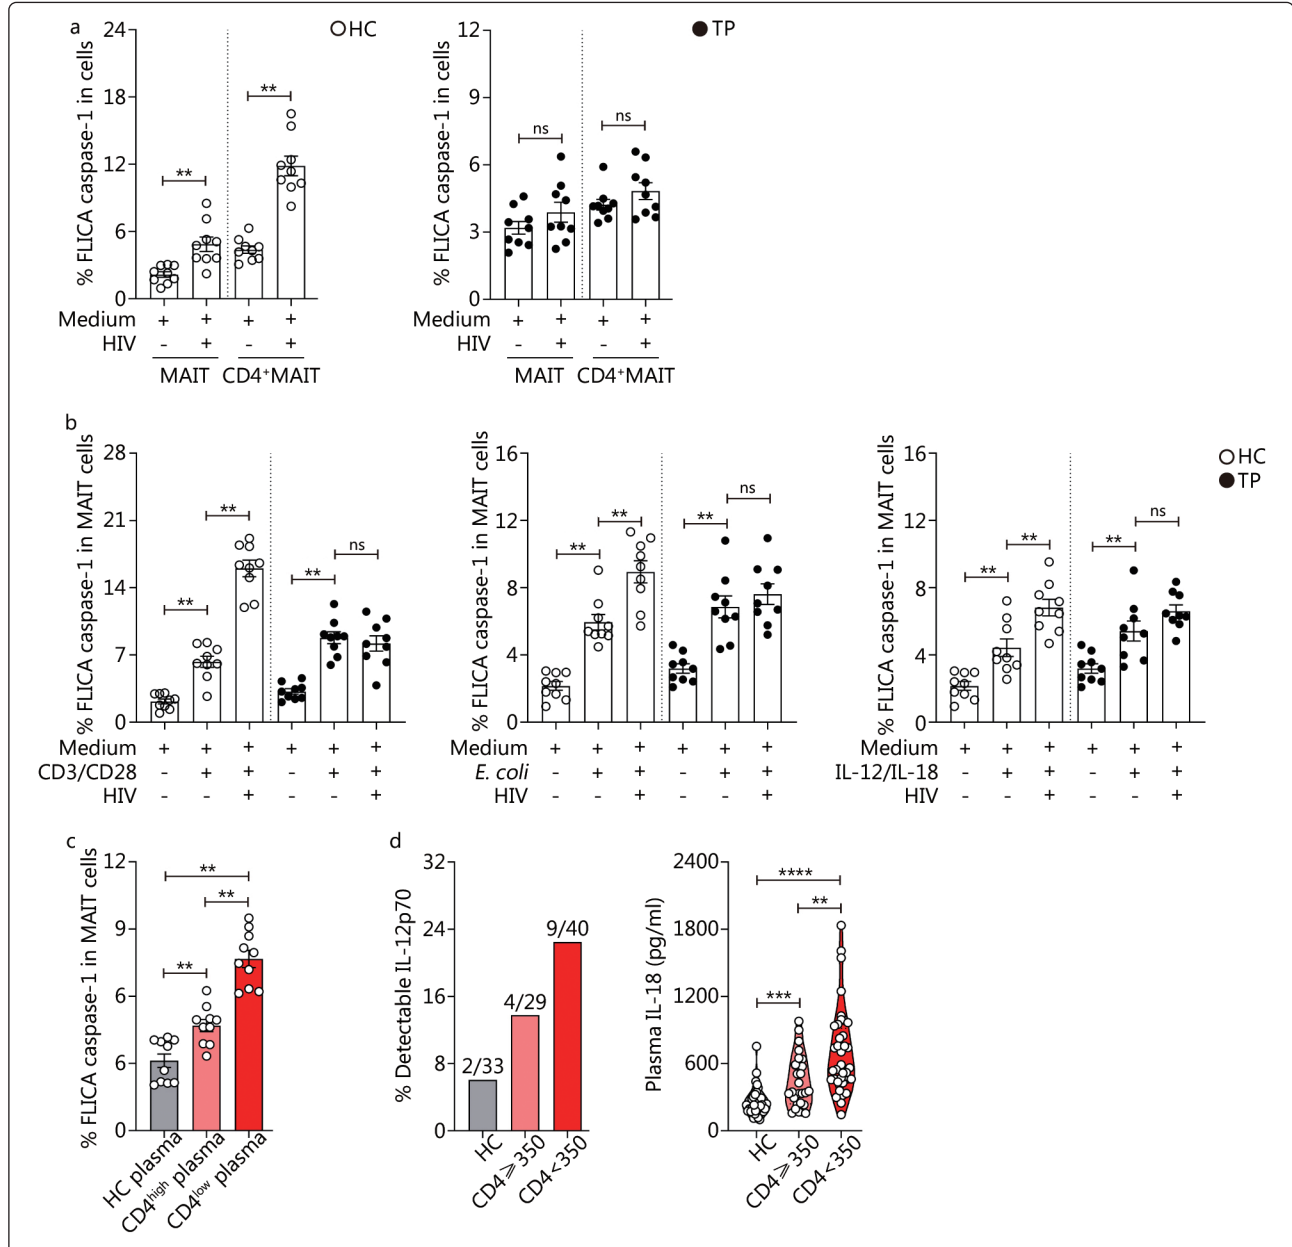 a
HC
TP
% FLICA caspase-1 in cells
24
18
12
6
0
**
**
Medium + + + +
HIV - + - +
MAIT CD4+MAIT
% FLICA caspase-1 in cells
12
9
6
3
0
ns
ns
Medium + + + +
HIV - + - +
MAIT CD4+MAIT
b
% FLICA caspase-1 in MAIT cells
28
21
14
7
0
**
**
**
ns
Medium + + + + + +
CD3/CD28 - + + - + +
HIV - - + - - +
% FLICA caspase-1 in MAIT cells
16
12
8
4
0
**
**
**
ns
Medium + + + + + +
E. coli - + + - + +
HIV - - + - - +
% FLICA caspase-1 in MAIT cells
16
12
8
4
0
**
**
**
ns
HC
TP
Medium + + + + + +
IL-12/IL-18 - + + - + +
HIV - - + - - +
c
% FLICA caspase-1 in MAIT cells
12
9
6
6
0
**
**
**
HC plasma
CD4high plasma
CD4low plasma
d
% Detectable IL-12p70
32
24
16
8
0
2/33
4/29
9/40
HC
CD4⩾350
CD4<350
Plasma IL-18 (pg/ml)
2400
1800
1200
600
0
****
**
***
HC
CD4⩾350
CD4<350